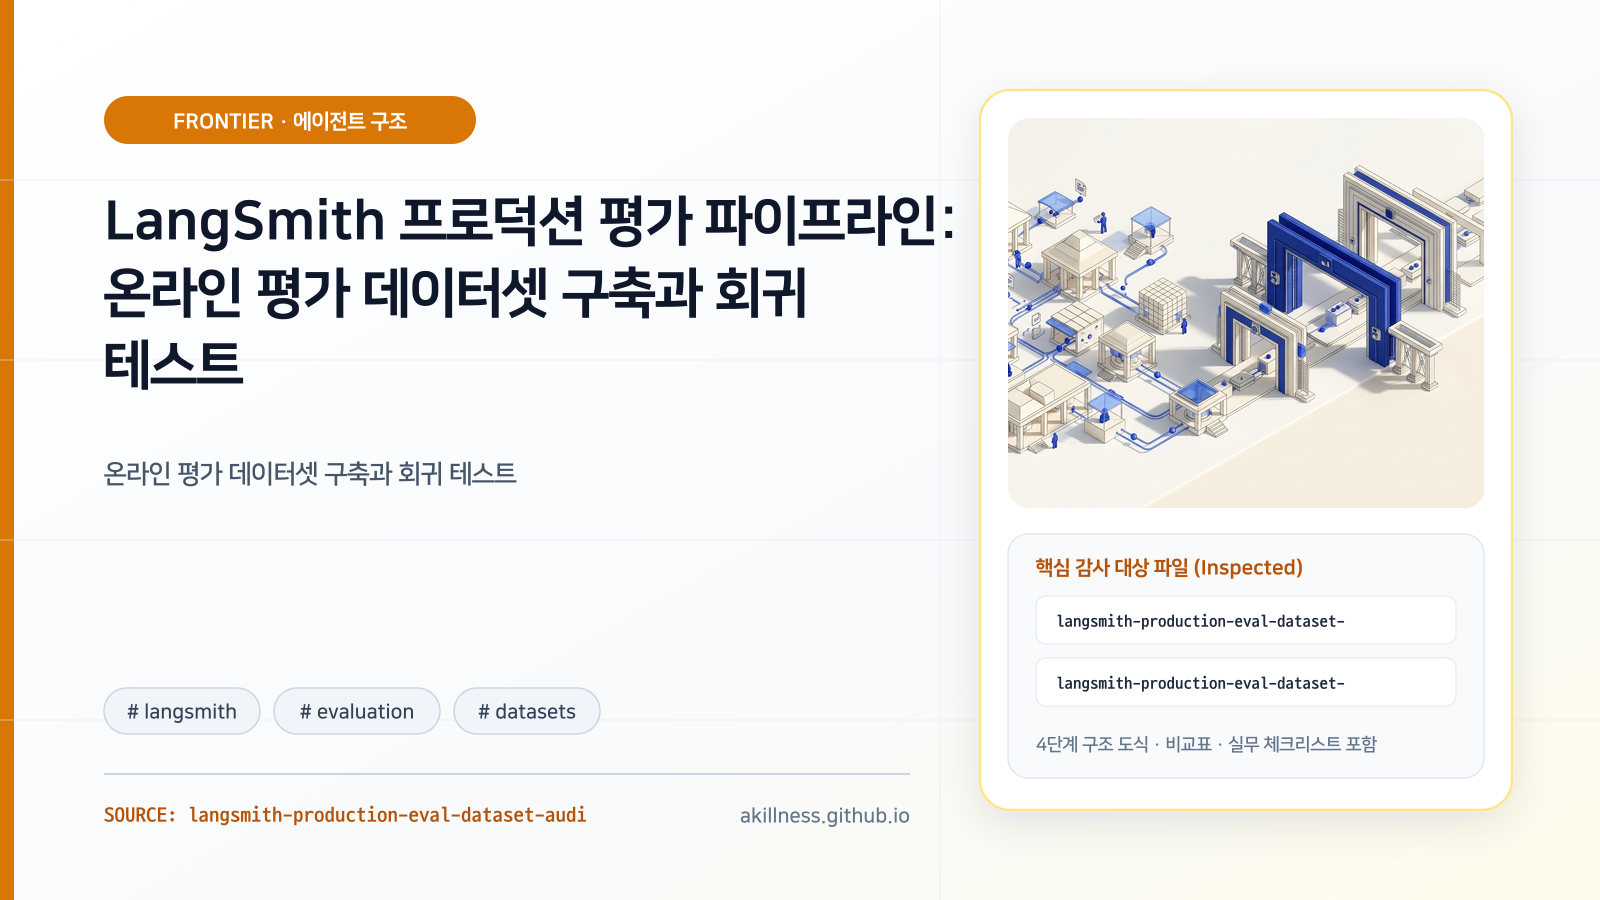 FRONTIER · 에이전트 구조
LangSmith 프로덕션 평가 파이프라인:
온라인 평가 데이터셋 구축과 회귀
테스트
온라인 평가 데이터셋 구축과 회귀 테스트
# langsmith
# evaluation
# datasets
SOURCE: langsmith-production-eval-dataset-audi
akillness.github.io
핵심 감사 대상 파일 (Inspected)
langsmith-production-eval-dataset-
langsmith-production-eval-dataset-
4단계 구조 도식 · 비교표 · 실무 체크리스트 포함